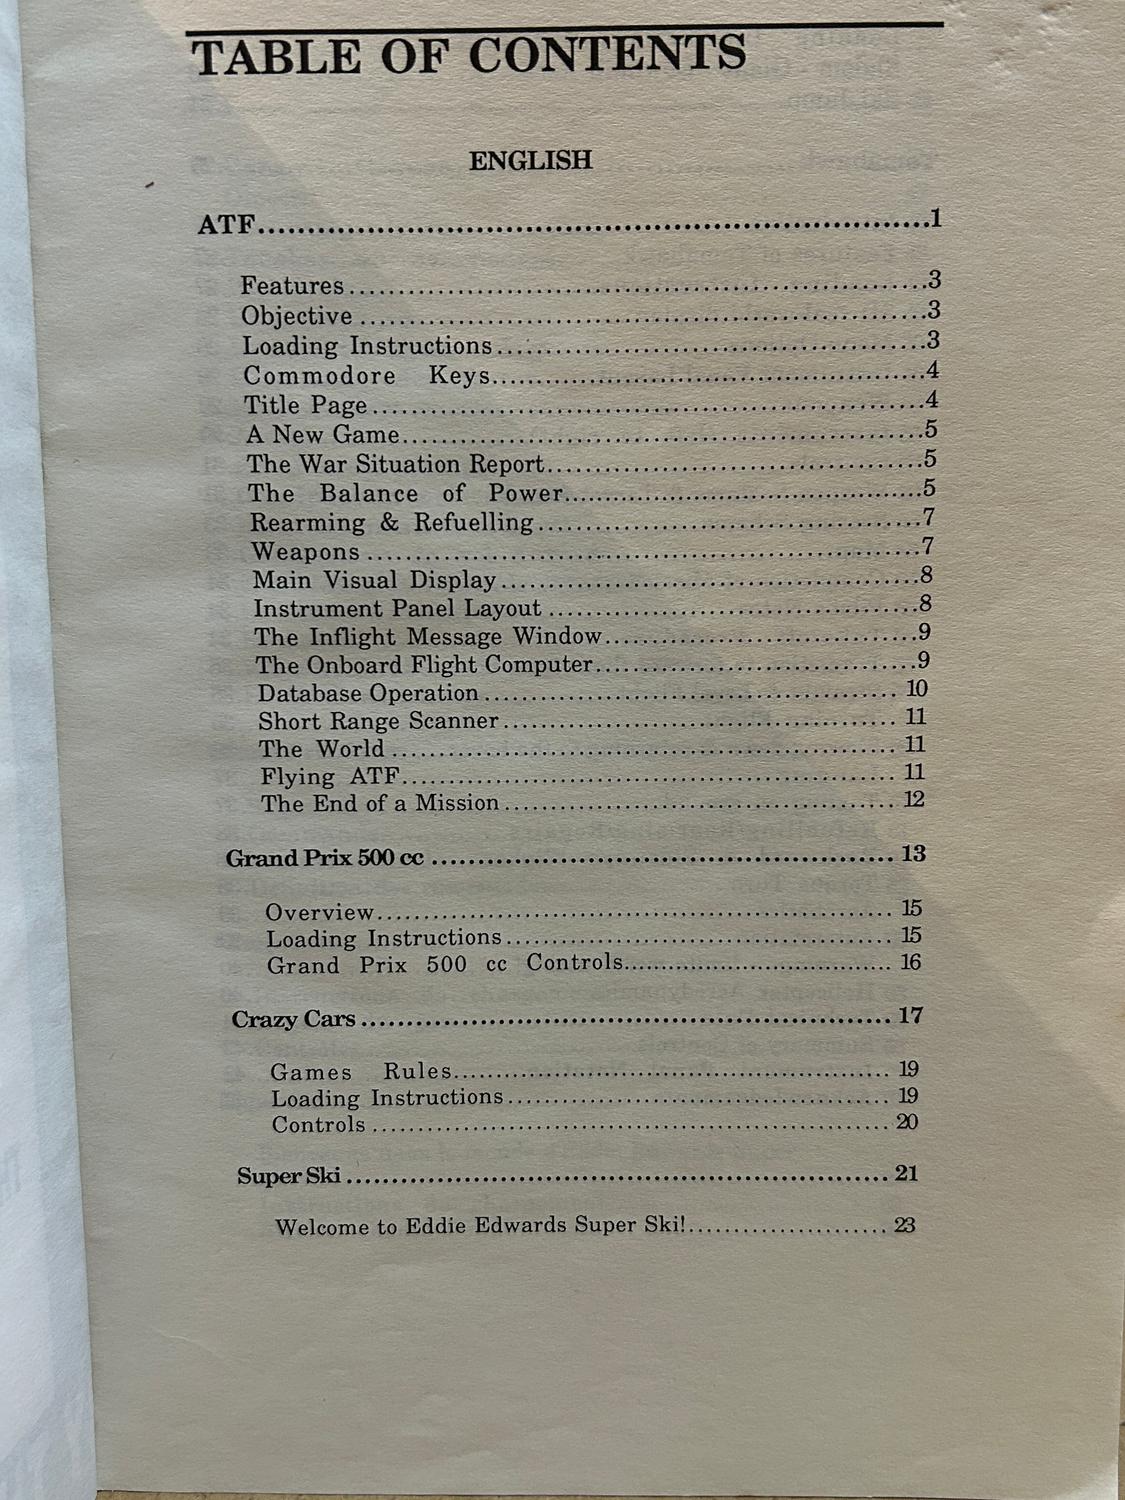 TABLE OF CONTENTS
ENGLISH
ATF.................................................................1
Features............................................................3
Objective...........................................................3
Loading Instructions................................................3
Commodore Keys......................................................4
Title Page..........................................................4
A New Game..........................................................5
The War Situation Report............................................5
The Balance of Power................................................5
Rearming & Refuelling...............................................7
Weapons.............................................................7
Main Visual Display.................................................8
Instrument Panel Layout.............................................8
The Inflight Message Window.........................................9
The Onboard Flight Computer.........................................9
Database Operation.................................................. 10
Short Range Scanner................................................. 11
The World........................................................... 11
Flying ATF.......................................................... 11
The End of a Mission................................................ 12
Grand Prix 500 cc................................................... 13
Overview............................................................ 15
Loading Instructions................................................ 15
Grand Prix 500 cc Controls.......................................... 16
Crazy Cars.......................................................... 17
Games Rules......................................................... 19
Loading Instructions................................................ 19
Controls............................................................ 20
Super Ski........................................................... 21
Welcome to Eddie Edwards Super Ski!................................. 23